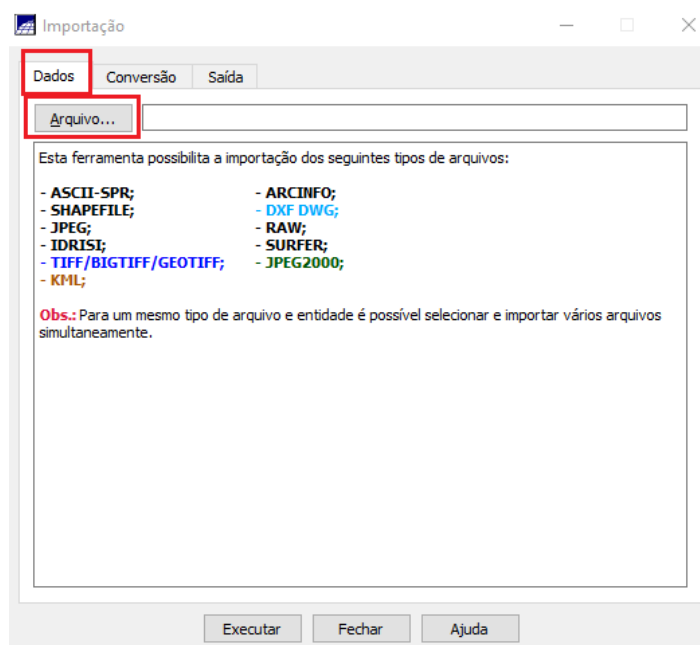 Importação
Dados Conversão Saída
Arquivo...
Esta ferramenta possibilita a importação dos seguintes tipos de arquivos:
- ASCII-SPR; - ARCINFO;
- SHAPEFILE; - DXF DWG;
- JPEG; - RAW;
- IDRISI; - SURFER;
- TIFF/BIGTIFF/GEOTIFF; - JPEG2000;
- KML;
Obs.: Para um mesmo tipo de arquivo e entidade é possível selecionar e importar vários arquivos
simultaneamente.
Executar Fechar Ajuda